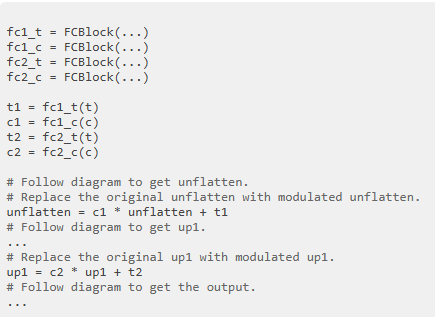 fc1_t = FCBlock(...)
fc1_c = FCBlock(...)
fc2_t = FCBlock(...)
fc2_c = FCBlock(...)
t1 = fc1_t(t)
c1 = fc1_c(c)
t2 = fc2_t(t)
c2 = fc2_c(c)
# Follow diagram to get unflatten.
# Replace the original unflatten with modulated unflatten.
unflatten = c1 * unflatten + t1
# Follow diagram to get up1.
...
# Replace the original up1 with modulated up1.
up1 = c2 * up1 + t2
# Follow diagram to get the output.
...